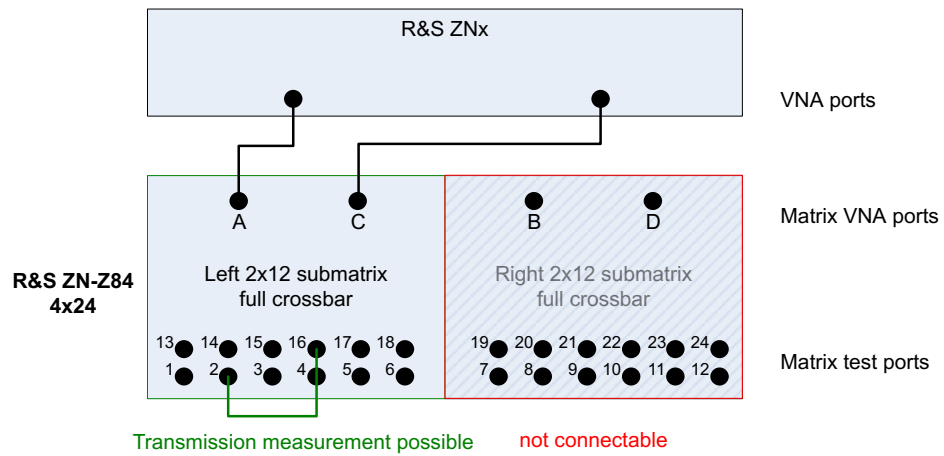 R&S ZNx
VNA ports
A
C
B
D
Matrix VNA ports
R&S ZN-Z84
4x24
Left 2x12 submatrix
full crossbar
Right 2x12 submatrix
full crossbar
13 14 15 16 17 18
19 20 21 22 23 24
1 2 3 4 5 6
7 8 9 10 11 12
Matrix test ports
Transmission measurement possible
not connectable